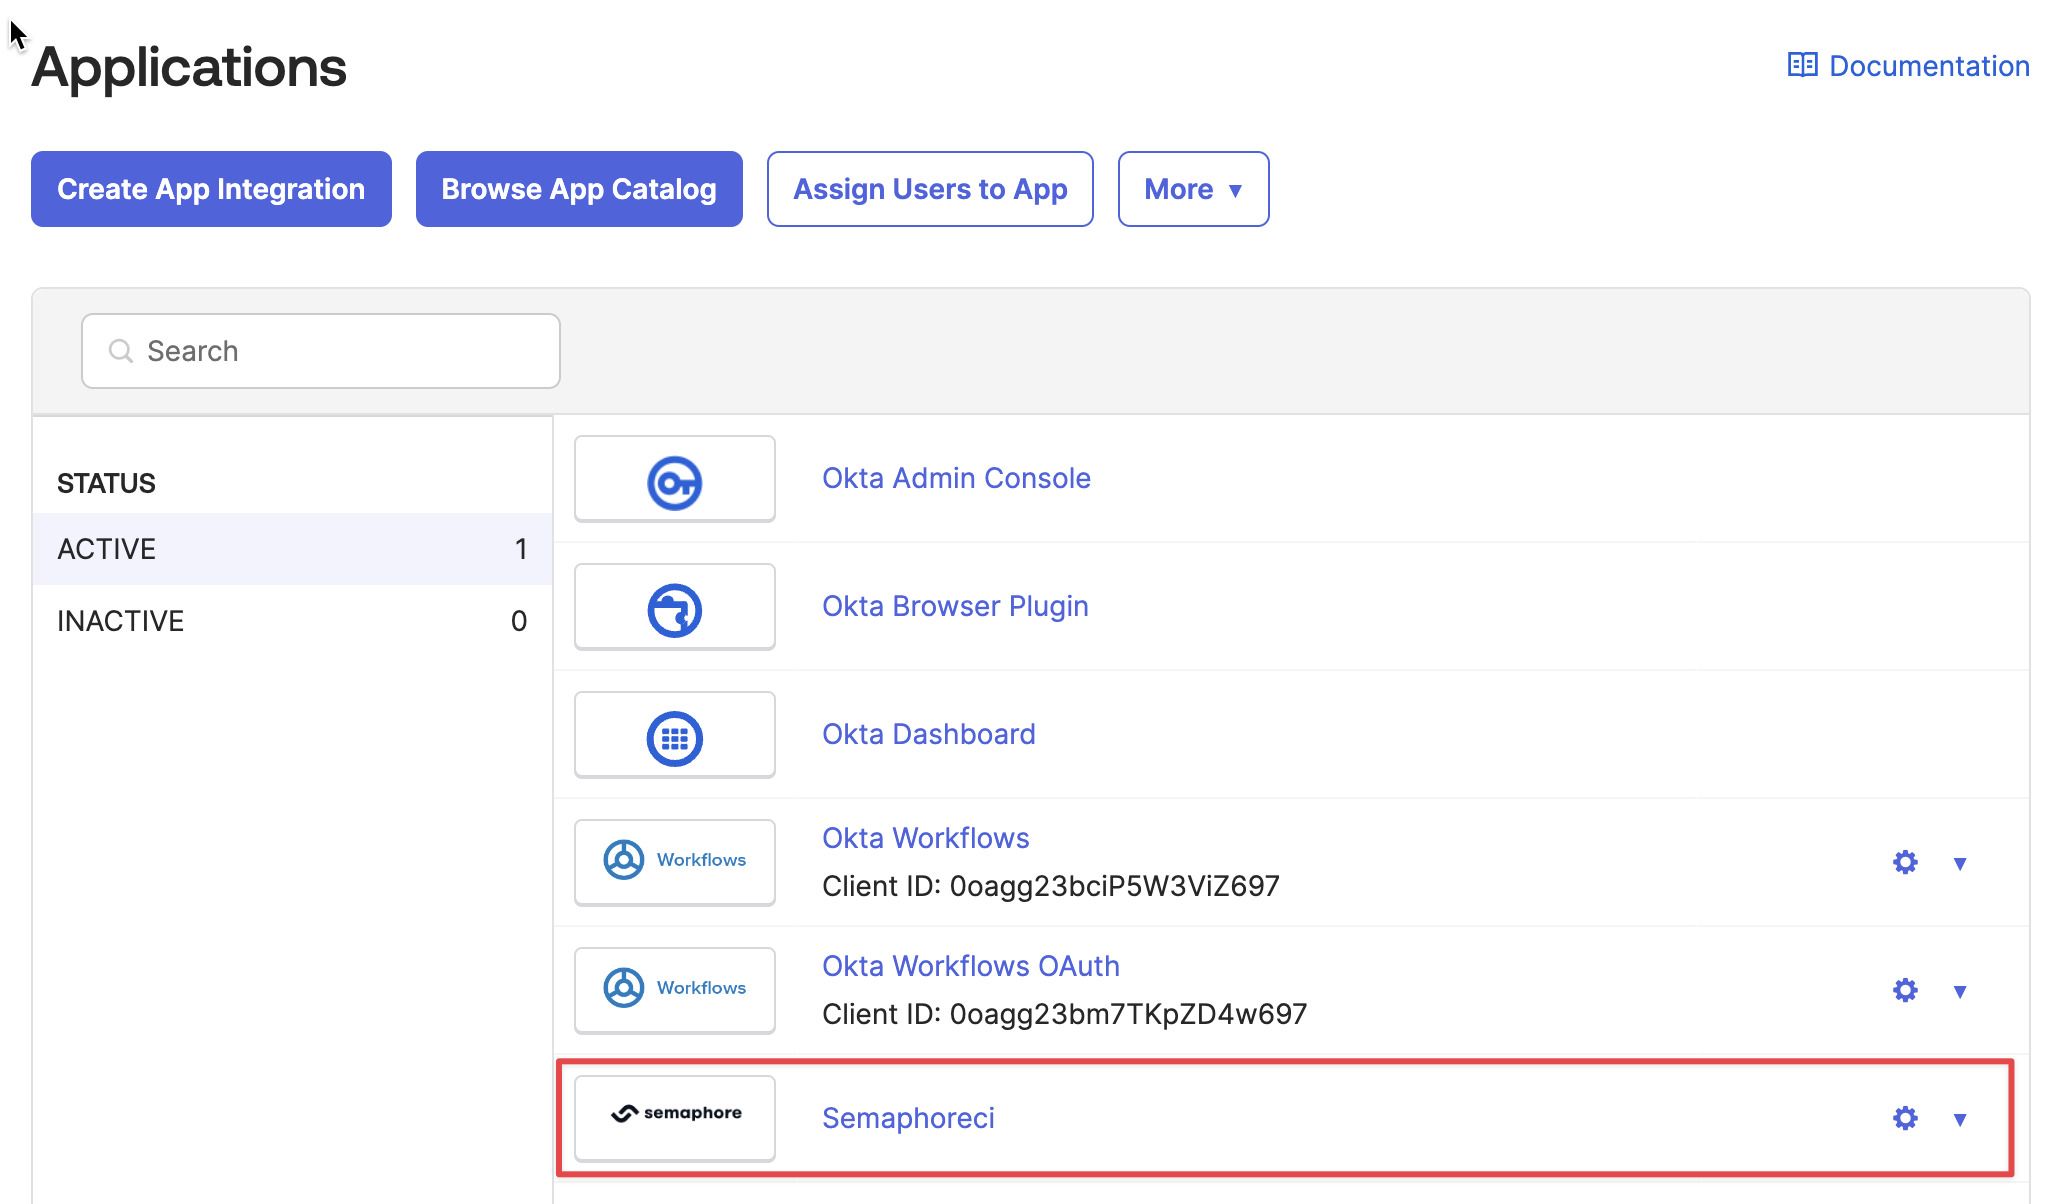 Applications
Documentation
Create App Integration
Browse App Catalog
Assign Users to App
More
Search
STATUS
ACTIVE 1
INACTIVE 0
Okta Admin Console
Okta Browser Plugin
Okta Dashboard
Workflows
Okta Workflows
Client ID: 0oagg23bciP5W3ViZ697
Workflows
Okta Workflows OAuth
Client ID: 0oagg23bm7TKpZD4w697
semaphore
Semaphoreci